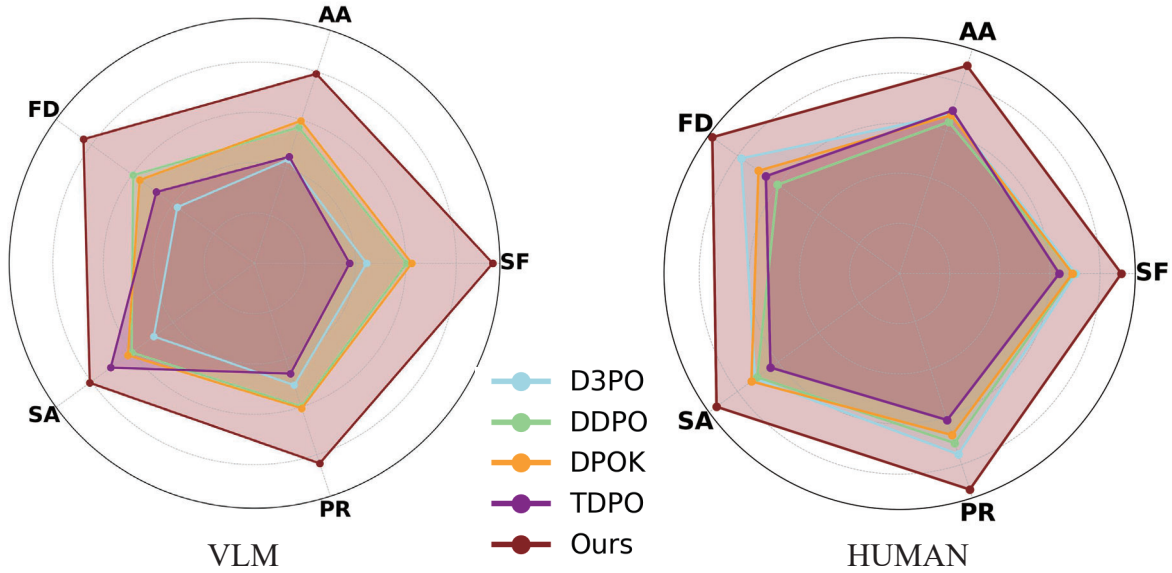 AA
FD
SF
SA
PR
VLM
D3PO
DDPO
DPOK
TDPO
Ours
AA
FD
SF
SA
PR
HUMAN